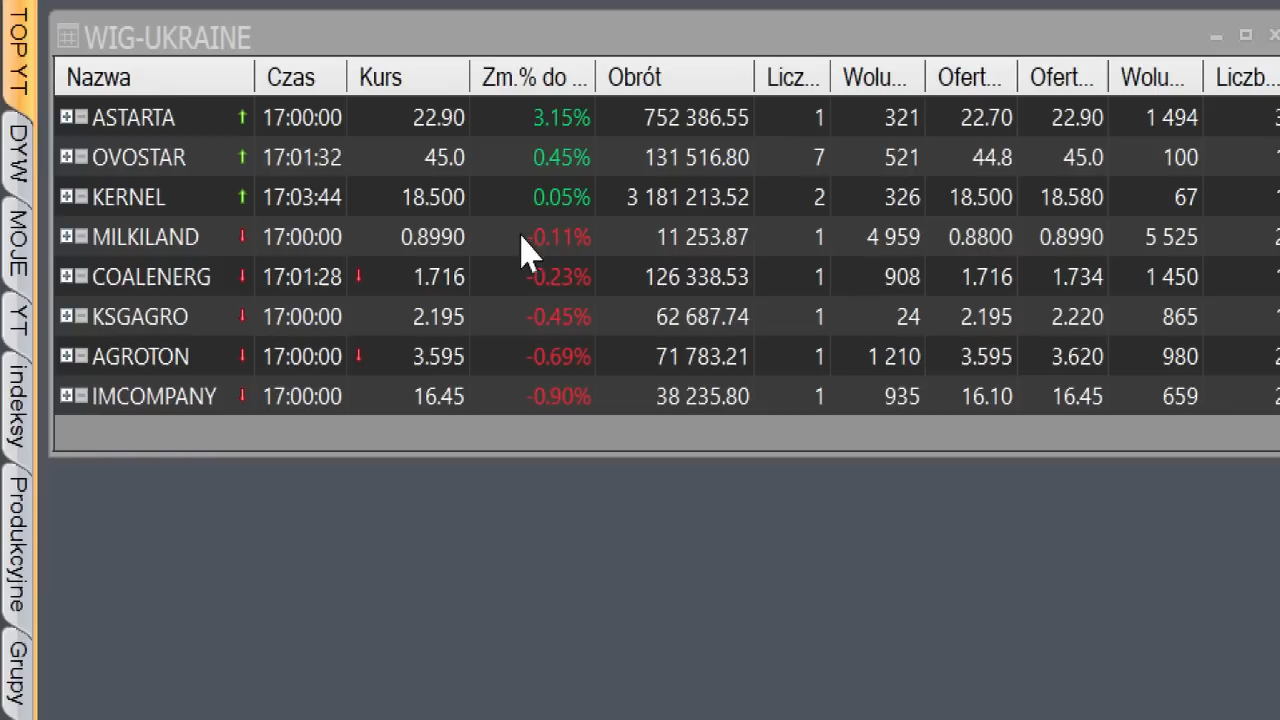 WIG-UKRAINE
Nazwa Czas Kurs Zm.% do ... Obrót Licz... Wolu... Ofert... Ofert... Wolu... Liczb...
ASTARTA 17:00:00 22.90 3.15% 752 386.55 1 321 22.70 22.90 1 494
OVOSTAR 17:01:32 45.0 0.45% 131 516.80 7 521 44.8 45.0 100
KERNEL 17:03:44 18.500 0.05% 3 181 213.52 2 326 18.500 18.580 67
MILKILAND 17:00:00 0.8990 -0.11% 11 253.87 1 4 959 0.8800 0.8990 5 525
COALENERG 17:01:28 1.716 -0.23% 126 338.53 1 908 1.716 1.734 1 450
KSGAGRO 17:00:00 2.195 -0.45% 62 687.74 1 24 2.195 2.220 865
AGROTON 17:00:00 3.595 -0.69% 71 783.21 1 1 210 3.595 3.620 980
IMCOMPANY 17:00:00 16.45 -0.90% 38 235.80 1 935 16.10 16.45 659
TOP YT
DYW
MOJE
YT
indeksy
Produkcyjne
Grupy